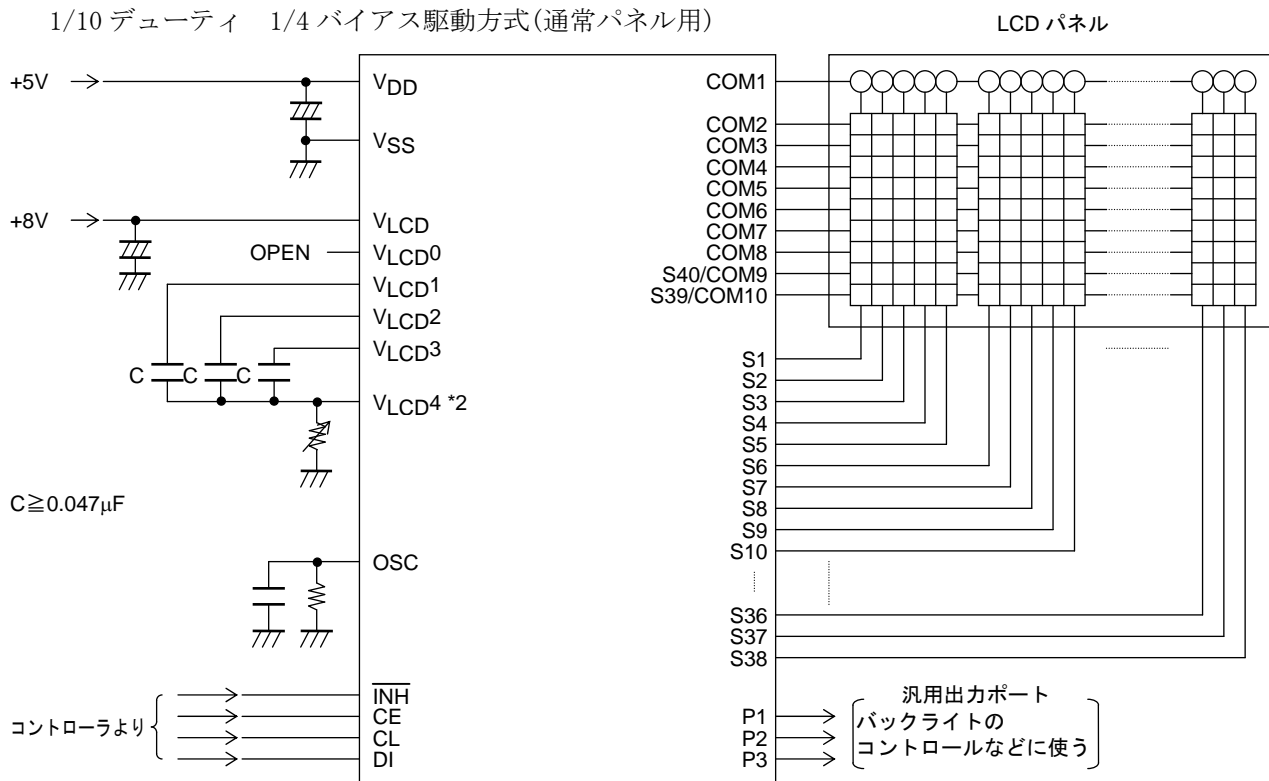 1/10 デューティ 1/4 バイアス駆動方式(通常パネル用)
LCD パネル
+5V
VDD
VSS
+8V
VLCD
OPEN
VLCD0
VLCD1
VLCD2
VLCD3
C
C
C
VLCD4 *2
C≧0.047μF
OSC
コントローラより
INH
CE
CL
DI
COM1
COM2
COM3
COM4
COM5
COM6
COM7
COM8
S40/COM9
S39/COM10
S1
S2
S3
S4
S5
S6
S7
S8
S9
S10
S36
S37
S38
P1
P2
P3
汎用出力ポート
バックライトの
コントロールなどに使う